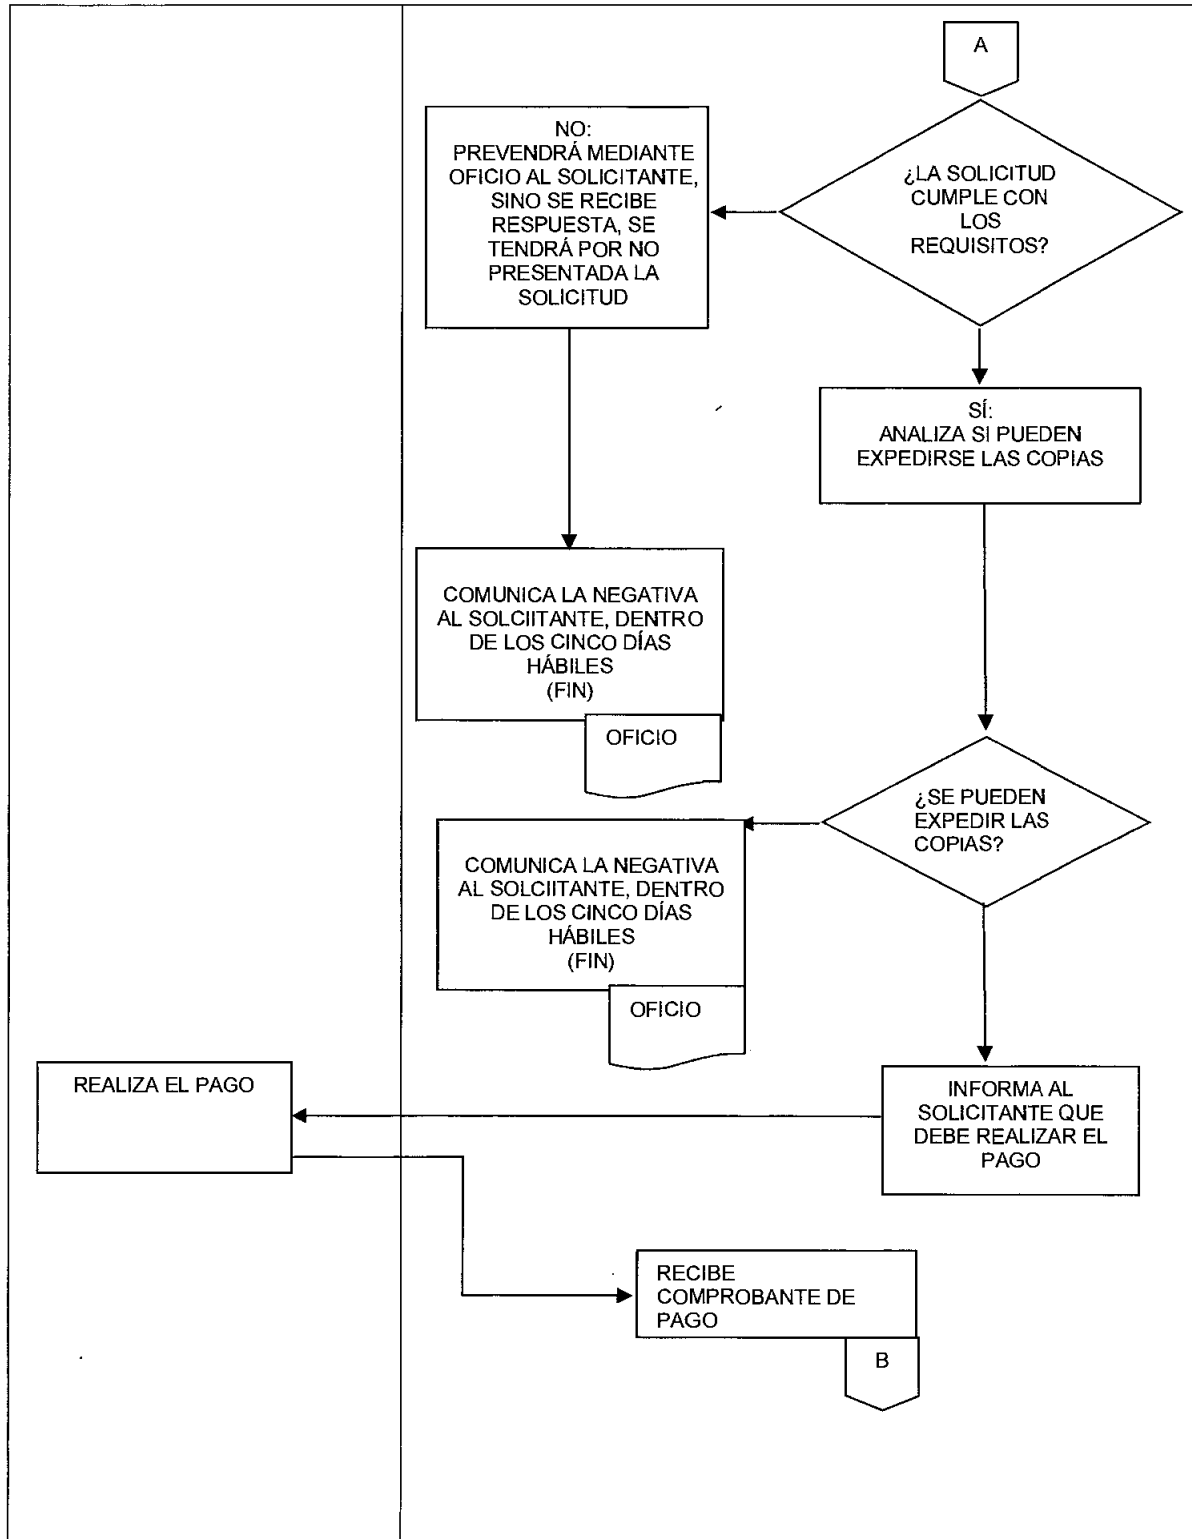 A
¿LA SOLICITUD
CUMPLE CON
LOS
REQUISITOS?
NO:
PREVENDRÁ MEDIANTE
OFICIO AL SOLICITANTE,
SINO SE RECIBE
RESPUESTA, SE
TENDRÁ POR NO
PRESENTADA LA
SOLICITUD
SÍ:
ANALIZA SI PUEDEN
EXPEDIRSE LAS COPIAS
COMUNICA LA NEGATIVA
AL SOLCIITANTE, DENTRO
DE LOS CINCO DÍAS
HÁBILES
(FIN)
OFICIO
¿SE PUEDEN
EXPEDIR LAS
COPIAS?
COMUNICA LA NEGATIVA
AL SOLCIITANTE, DENTRO
DE LOS CINCO DÍAS
HÁBILES
(FIN)
OFICIO
INFORMA AL
SOLICITANTE QUE
DEBE REALIZAR EL
PAGO
REALIZA EL PAGO
RECIBE
COMPROBANTE DE
PAGO
B